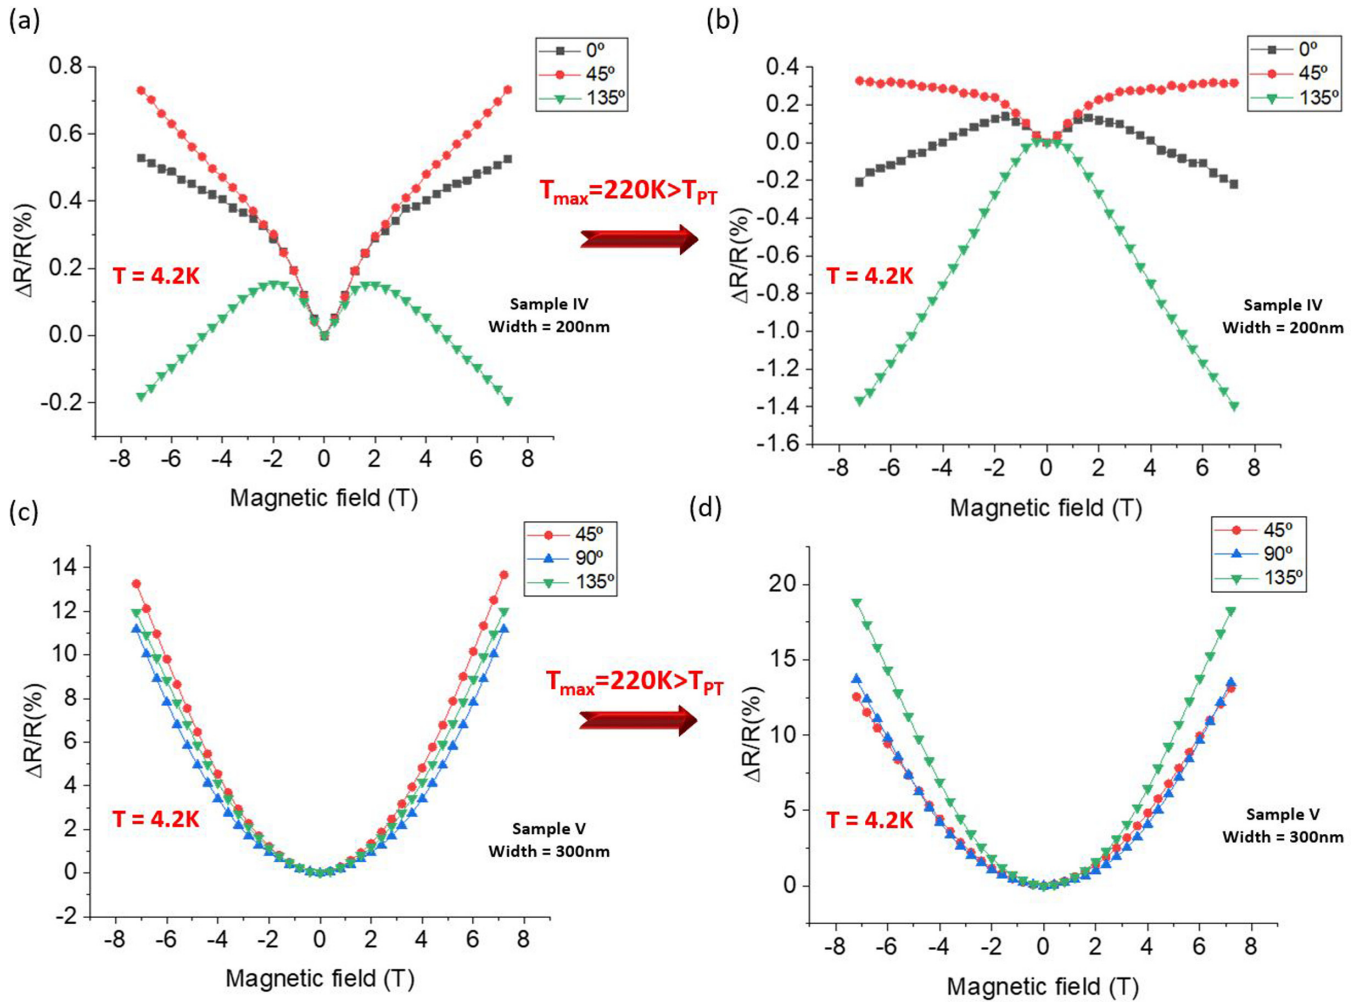 (a)
0º
45º
135º
0.8
0.6
0.4
0.2
0.0
-0.2
ΔR/R(%)
T = 4.2K
Sample IV
Width = 200nm
-8 -6 -4 -2 0 2 4 6 8
Magnetic field (T)
Tmax=220K>TPT
(b)
0º
45º
135º
0.4
0.2
0.0
-0.2
-0.4
-0.6
-0.8
-1.0
-1.2
-1.4
-1.6
ΔR/R(%)
T = 4.2K
Sample IV
Width = 200nm
-8 -6 -4 -2 0 2 4 6 8
Magnetic field (T)
(c)
45º
90º
135º
14
12
10
8
6
4
2
0
-2
ΔR/R(%)
T = 4.2K
Sample V
Width = 300nm
-8 -6 -4 -2 0 2 4 6 8
Magnetic field (T)
Tmax=220K>TPT
(d)
45º
90º
135º
20
15
10
5
0
ΔR/R(%)
T = 4.2K
Sample V
Width = 300nm
-8 -6 -4 -2 0 2 4 6 8
Magnetic field (T)